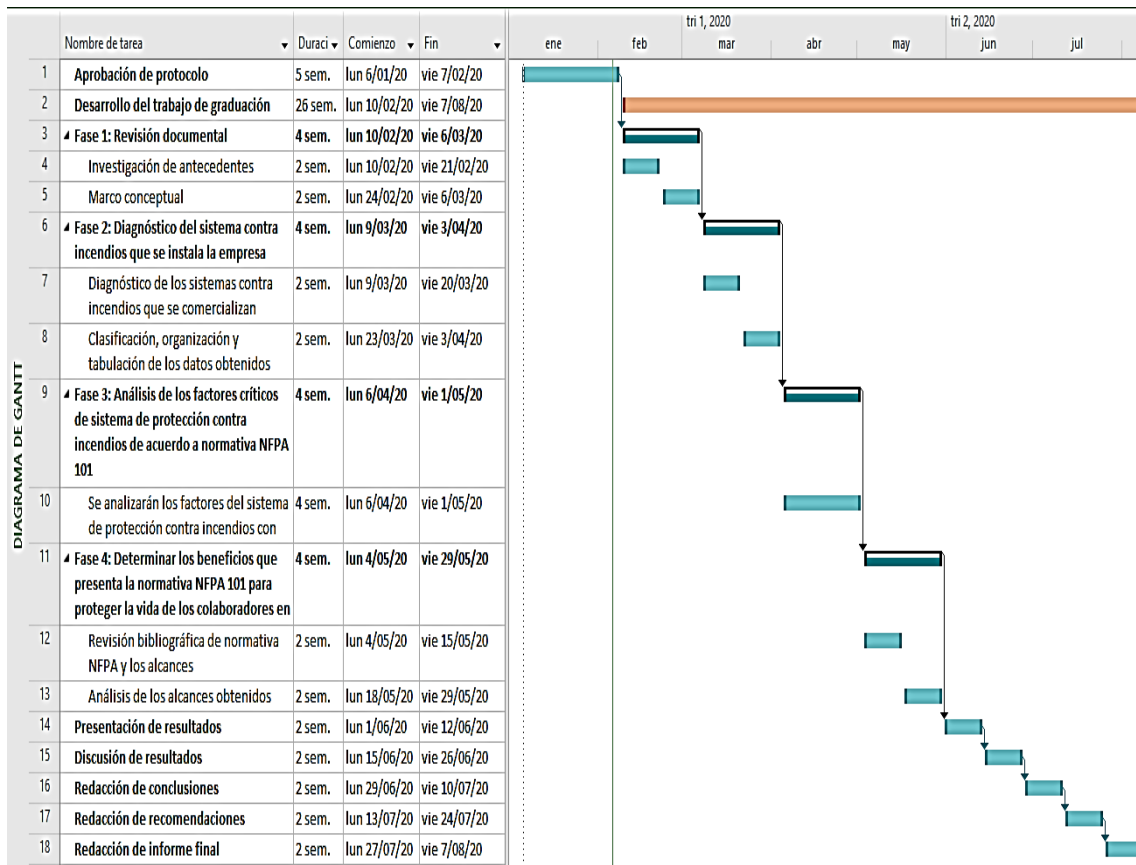 DIAGRAMA DE GANTT
tri 1, 2020 tri 2, 2020
Nombre de tarea Duraci Comienzo Fin ene feb mar abr may jun jul
1 Aprobación de protocolo 5 sem. lun 6/01/20 vie 7/02/20
2 Desarrollo del trabajo de graduación 26 sem. lun 10/02/20 vie 7/08/20
3 Fase 1: Revisión documental 4 sem. lun 10/02/20 vie 6/03/20
4 Investigación de antecedentes 2 sem. lun 10/02/20 vie 21/02/20
5 Marco conceptual 2 sem. lun 24/02/20 vie 6/03/20
6 Fase 2: Diagnóstico del sistema contra 4 sem. lun 9/03/20 vie 3/04/20
incendios que se instala la empresa
7 Diagnóstico de los sistemas contra 2 sem. lun 9/03/20 vie 20/03/20
incendios que se comercializan
8 Clasificación, organización y 2 sem. lun 23/03/20 vie 3/04/20
tabulación de los datos obtenidos
9 Fase 3: Análisis de los factores críticos 4 sem. lun 6/04/20 vie 1/05/20
de sistema de protección contra
incendios de acuerdo a normativa NFPA
101
10 Se analizarán los factores del sistema 4 sem. lun 6/04/20 vie 1/05/20
de protección contra incendios con
11 Fase 4: Determinar los beneficios que 4 sem. lun 4/05/20 vie 29/05/20
presenta la normativa NFPA 101 para
proteger la vida de los colaboradores en
12 Revisión bibliográfica de normativa 2 sem. lun 4/05/20 vie 15/05/20
NFPA y los alcances
13 Análisis de los alcances obtenidos 2 sem. lun 18/05/20 vie 29/05/20
14 Presentación de resultados 2 sem. lun 1/06/20 vie 12/06/20
15 Discusión de resultados 2 sem. lun 15/06/20 vie 26/06/20
16 Redacción de conclusiones 2 sem. lun 29/06/20 vie 10/07/20
17 Redacción de recomendaciones 2 sem. lun 13/07/20 vie 24/07/20
18 Redacción de informe final 2 sem. lun 27/07/20 vie 7/08/20